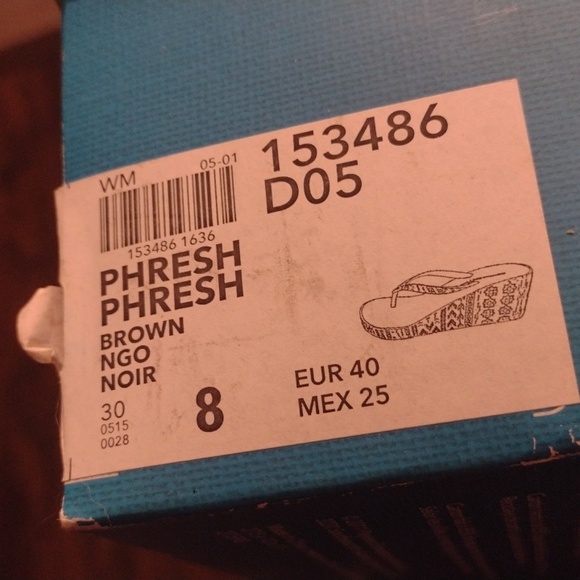 WM 05-01
153486
D05
153486 1636
PHRESH
PHRESH
BROWN
NGO
NOIR
30
0515
0028
8
EUR 40
MEX 25